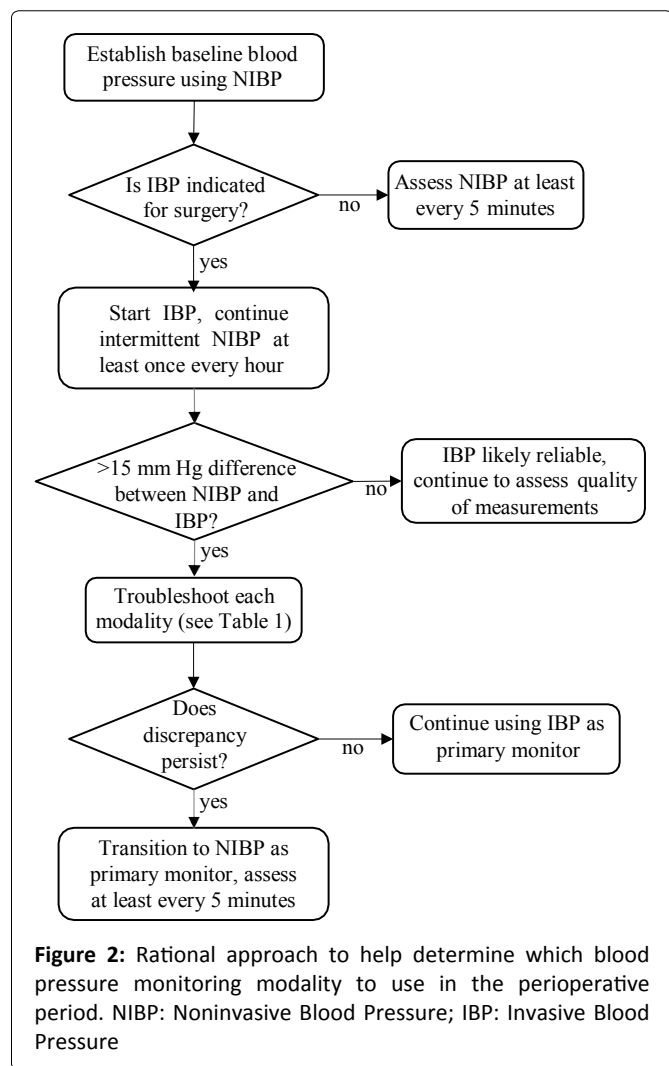 Establish baseline blood
pressure using NIBP
Is IBP indicated
for surgery?
no
Assess NIBP at least
every 5 minutes
yes
Start IBP, continue
intermittent NIBP at
least once every hour
>15 mm Hg difference
between NIBP and
IBP?
no
IBP likely reliable,
continue to assess quality
of measurements
yes
Troubleshoot each
modality (see Table 1)
Does
discrepancy
persist?
no
Continue using IBP as
primary monitor
yes
Transition to NIBP as
primary monitor, assess
at least every 5 minutes
Figure 2: Rational approach to help determine which blood
pressure monitoring modality to use in the perioperative
period. NIBP: Noninvasive Blood Pressure; IBP: Invasive Blood
Pressure